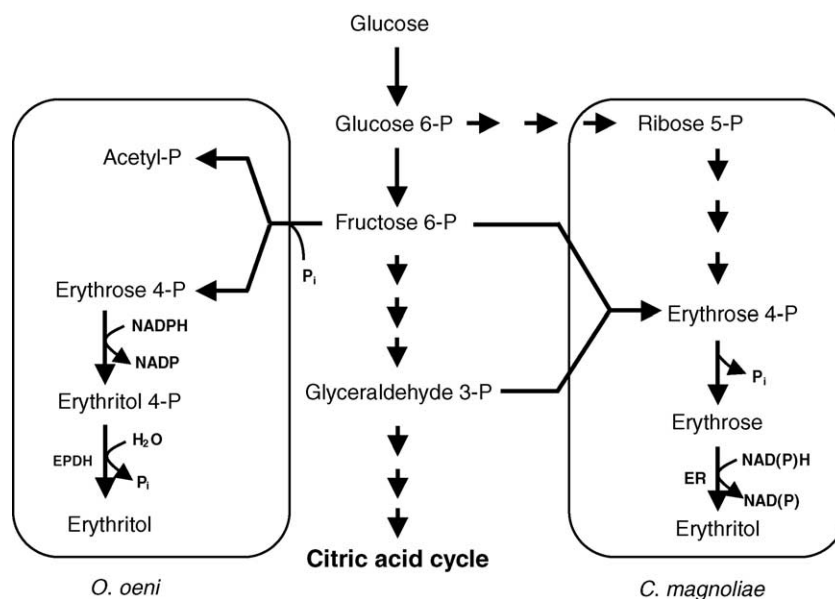 Glucose
Glucose 6-P
Ribose 5-P
Acetyl-P
Fructose 6-P
Pi
Erythrose 4-P
NADPH
NADP
Erythritol 4-P
EPDH
H2O
Pi
Erythritol
Glyceraldehyde 3-P
Citric acid cycle
Erythrose 4-P
Pi
Erythrose
ER
NAD(P)H
NAD(P)
Erythritol
O. oeni
C. magnoliae